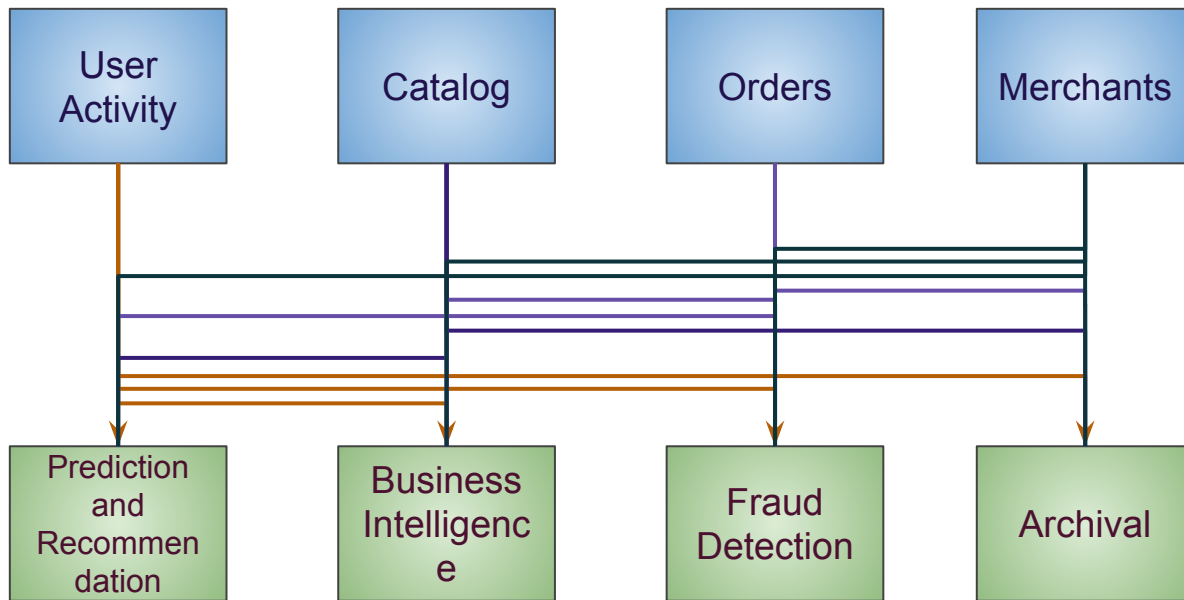 User
Activity
Catalog
Orders
Merchants
Prediction
and
Recommen
dation
Business
Intelligenc
e
Fraud
Detection
Archival